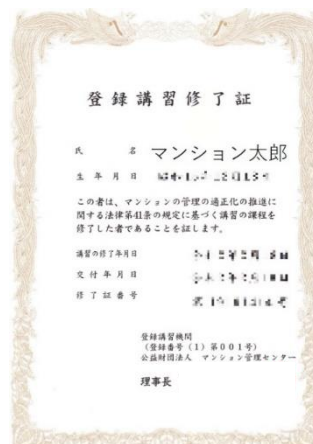 登録講習修了証
氏 名 マンション太郎
生年月日
この者は、マンションの管理の適正化の推進に
関する法律第41条の規定に基づく講習の課程を
修了した者であることを証します。
講習の修了年月日
交付年月日
修了証番号
登録講習機関
(登録番号(1)第001号)
公益財団法人 マンション管理センター
理事長